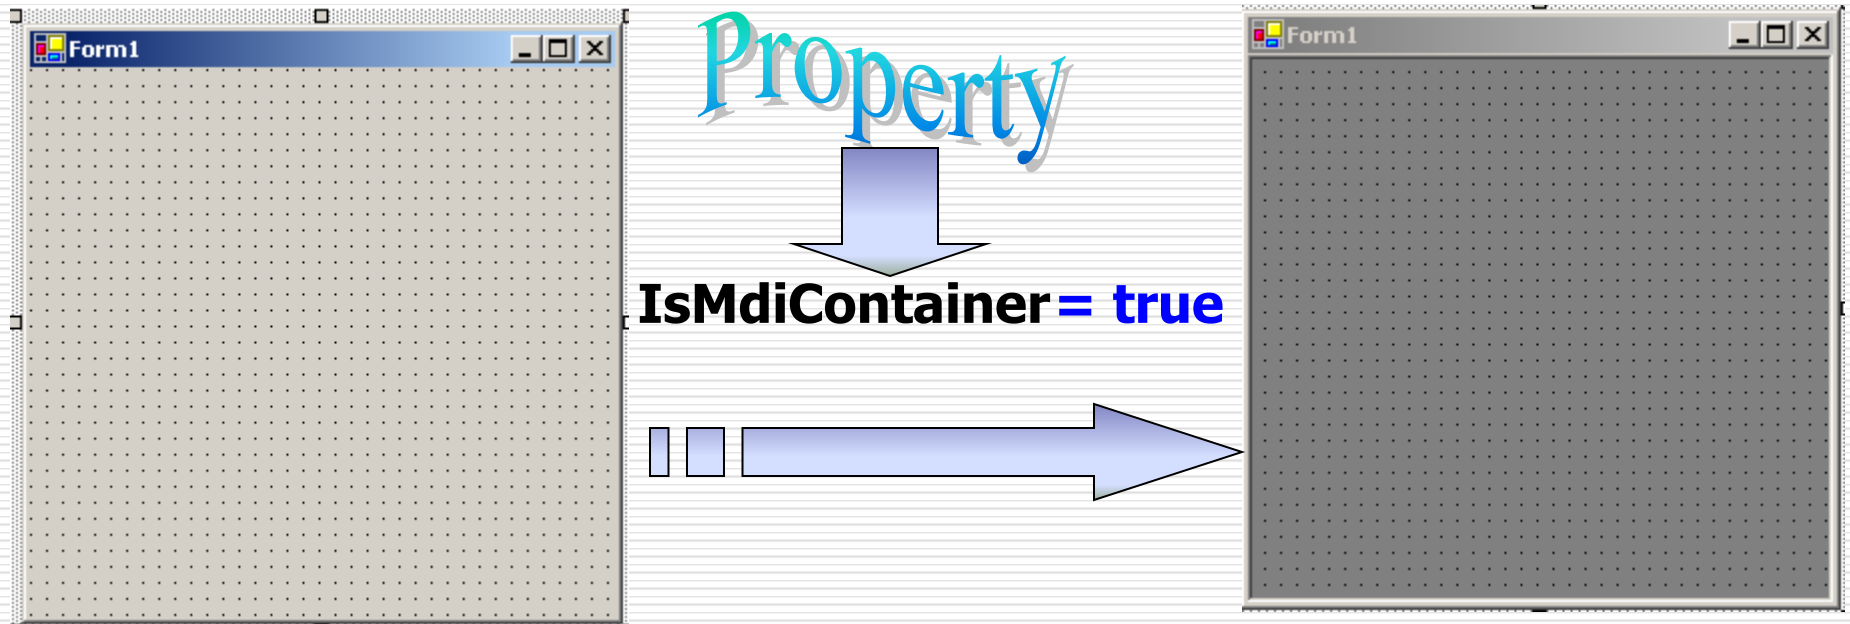 Form1
Property
IsMdiContainer = true
Form1